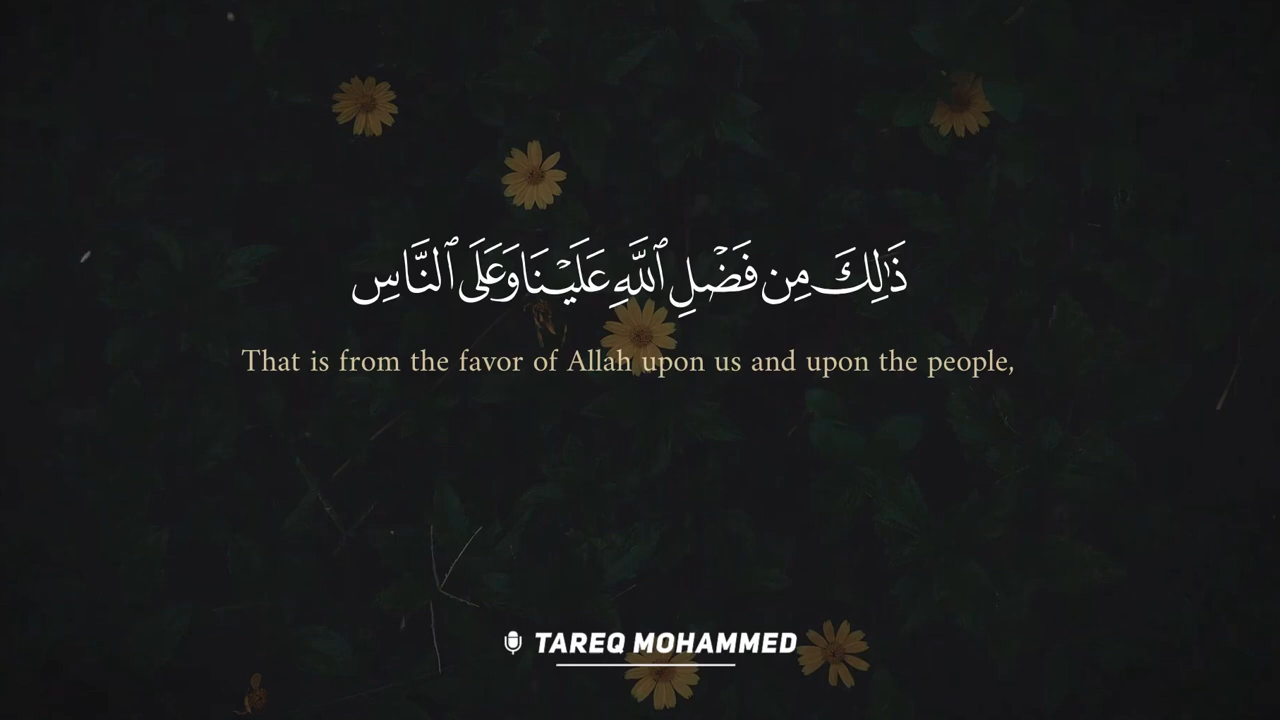 ذَٰلِكَ مِن فَضْلِ ٱللَّهِ عَلَيْنَا وَعَلَى ٱلنَّاسِ
That is from the favor of Allah upon us and upon the people,
TAREQ MOHAMMED